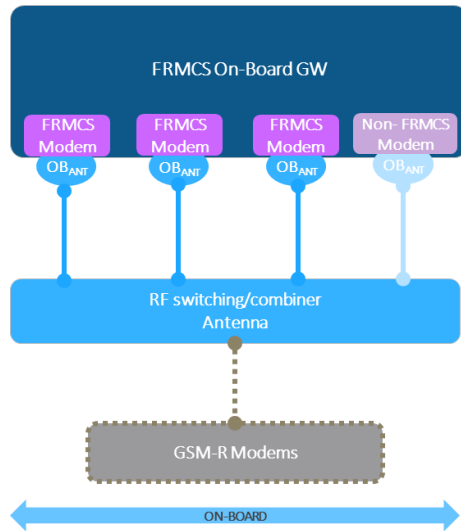 FRMCS On-Board GW
FRMCS FRMCS FRMCS Non- FRMCS
Modem Modem Modem Modem
OBANT OBANT OBANT OBANT
RF switching/combiner
Antenna
GSM-R Modems
ON-BOARD